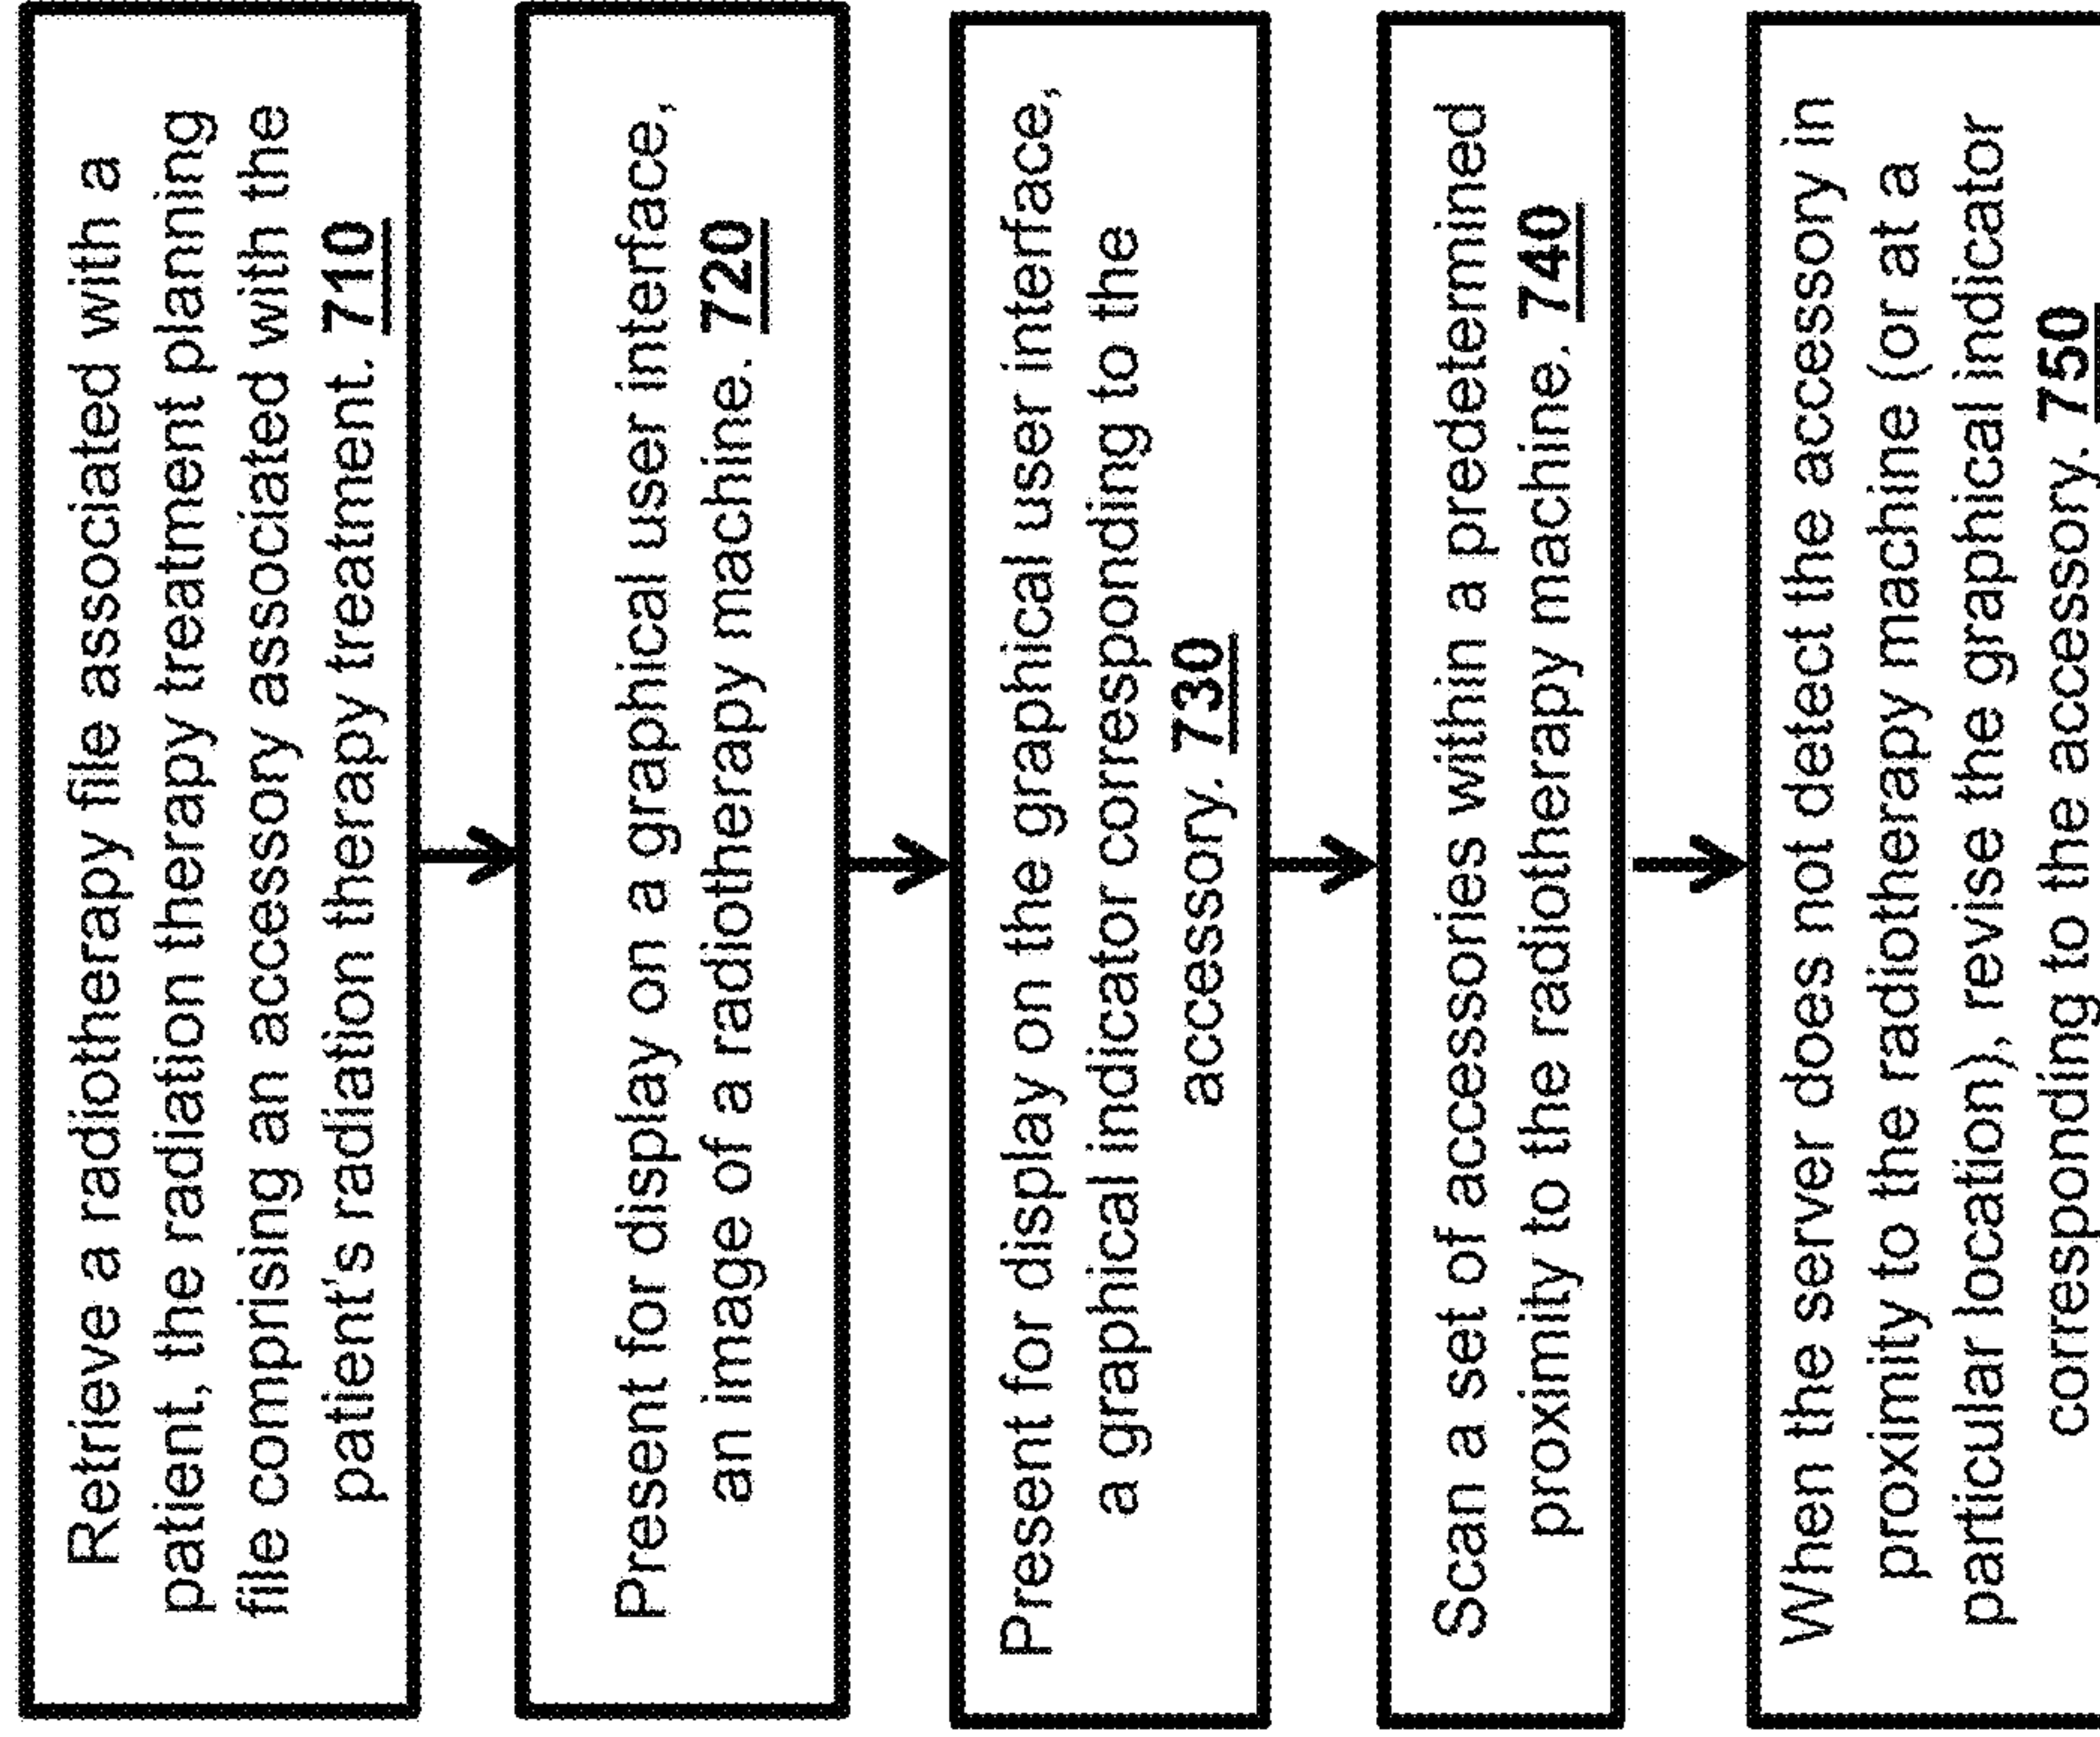 Retrieve a radiotherapy file associated with a
patient, the radiation therapy treatment planning
file comprising an accessory associated with the
patient's radiation therapy treatment. 710
Present for display on a graphical user interface,
an image of a radiotherapy machine. 720
Present for display on the graphical user interface,
a graphical indicator corresponding to the
accessory. 730
Scan a set of accessories within a predetermined
proximity to the radiotherapy machine. 740
When the server does not detect the accessory in
proximity to the radiotherapy machine (or at a
particular location), revise the graphical indicator
corresponding to the accessory. 750